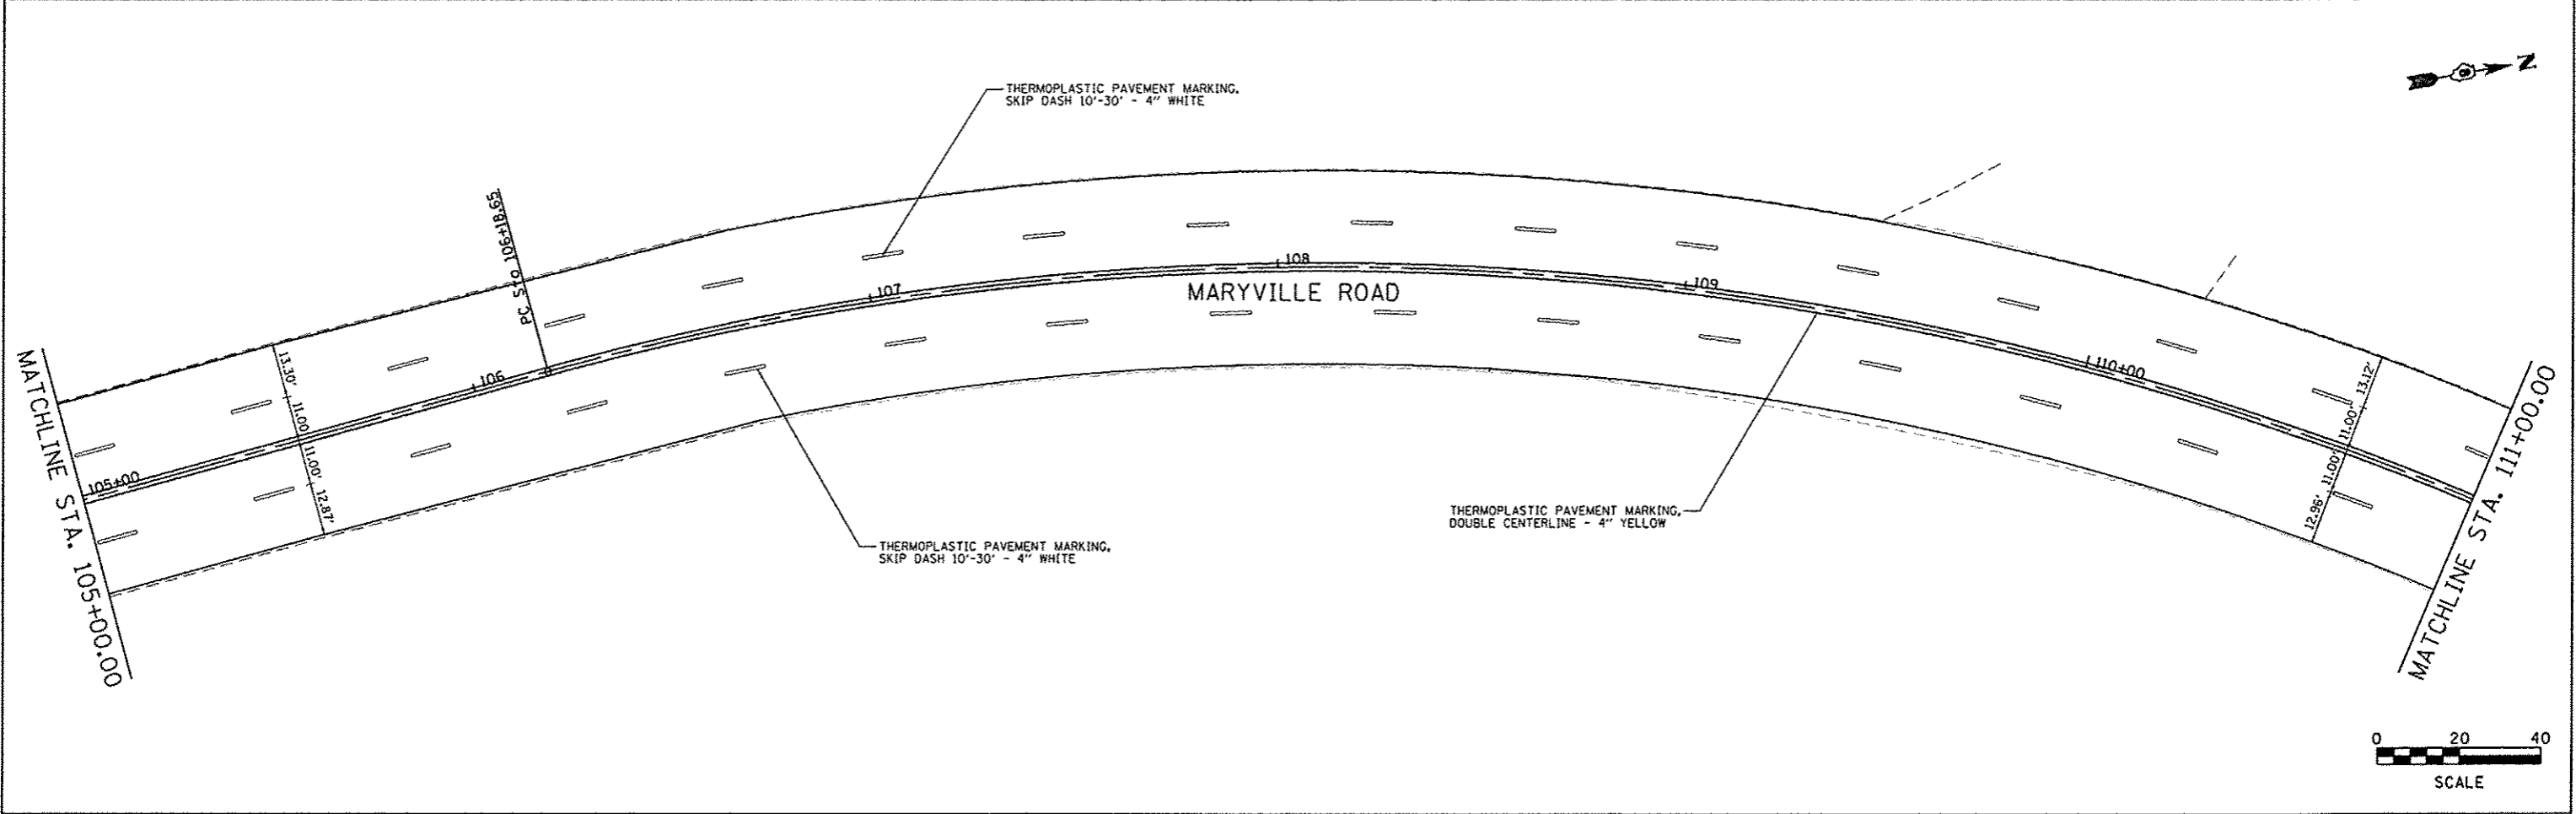 N
THERMOPLASTIC PAVEMENT MARKING,
SKIP DASH 10'-30' - 4" WHITE
PC Sta 106+18.65
108
107
MARYVILLE ROAD
109
106
110+00
13.30'
11.00'
11.00'
12.87'
13.12'
11.00'
11.00'
12.96'
105+00
MATCHLINE STA. 105+00.00
MATCHLINE STA. 111+00.00
THERMOPLASTIC PAVEMENT MARKING,
DOUBLE CENTERLINE - 4" YELLOW
THERMOPLASTIC PAVEMENT MARKING,
SKIP DASH 10'-30' - 4" WHITE
0 20 40
SCALE